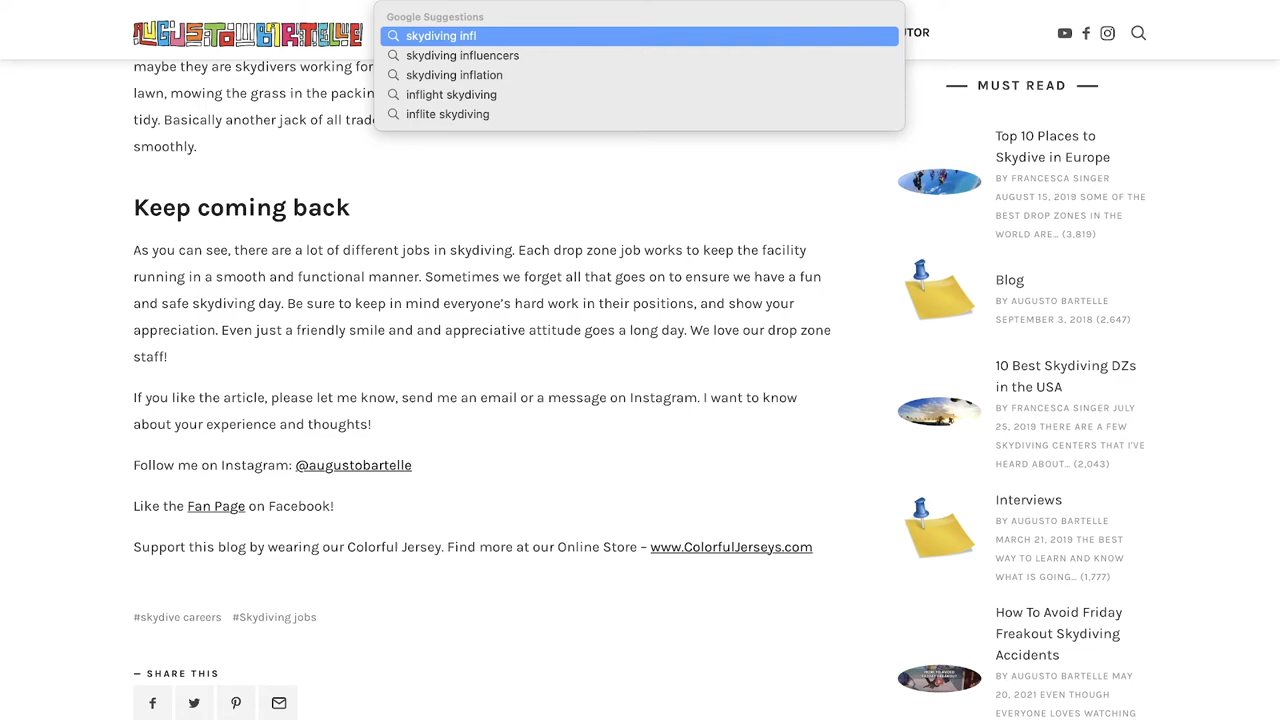 AUGUSTO BARTELLE
Google Suggestions
skydiving infl
skydiving influencers
skydiving inflation
inflight skydiving
inflite skydiving
UTOR
maybe they are skydivers working for
lawn, mowing the grass in the packin
tidy. Basically another jack of all trad
smoothly.
Keep coming back
As you can see, there are a lot of different jobs in skydiving. Each drop zone job works to keep the facility
running in a smooth and functional manner. Sometimes we forget all that goes on to ensure we have a fun
and safe skydiving day. Be sure to keep in mind everyone’s hard work in their positions, and show your
appreciation. Even just a friendly smile and and appreciative attitude goes a long day. We love our drop zone
staff!
If you like the article, please let me know, send me an email or a message on Instagram. I want to know
about your experience and thoughts!
Follow me on Instagram: @augustobartelle
Like the Fan Page on Facebook!
Support this blog by wearing our Colorful Jersey. Find more at our Online Store – www.ColorfulJerseys.com
#skydive careers #Skydiving jobs
— SHARE THIS
MUST READ
Top 10 Places to
Skydive in Europe
BY FRANCESCA SINGER
AUGUST 15, 2019 SOME OF THE
BEST DROP ZONES IN THE
WORLD ARE... (3,819)
Blog
BY AUGUSTO BARTELLE
SEPTEMBER 3, 2018 (2,647)
10 Best Skydiving DZs
in the USA
BY FRANCESCA SINGER JULY
25, 2019 THERE ARE A FEW
SKYDIVING CENTERS THAT I'VE
HEARD ABOUT... (2,043)
Interviews
BY AUGUSTO BARTELLE
MARCH 21, 2019 THE BEST
WAY TO LEARN AND KNOW
WHAT IS GOING... (1,777)
How To Avoid Friday
Freakout Skydiving
Accidents
BY AUGUSTO BARTELLE MAY
20, 2021 EVEN THOUGH
EVERYONE LOVES WATCHING